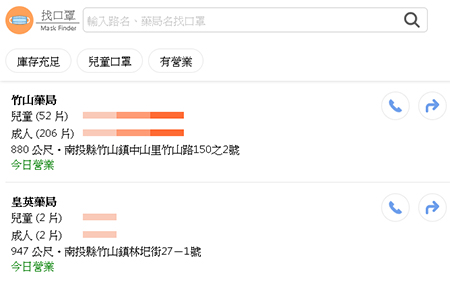 找口罩
Mask Finder
輸入路名、藥局名找口罩
庫存充足 兒童口罩 有營業
竹山藥局
兒童 (52 片)
成人 (206 片)
880 公尺・南投縣竹山鎮中山里竹山路150之2號
今日營業
皇英藥局
兒童 (2 片)
成人 (2 片)
947 公尺・南投縣竹山鎮林圯街27－1號
今日營業